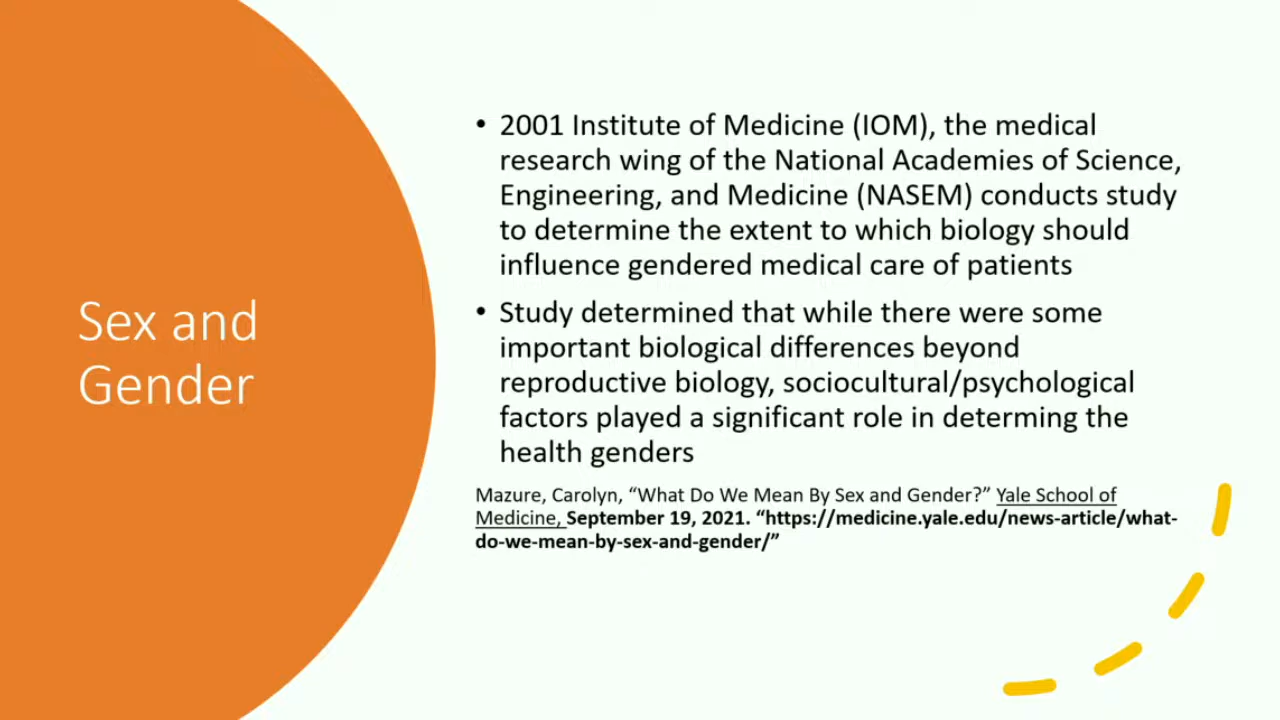 Sex and
Gender
• 2001 Institute of Medicine (IOM), the medical
research wing of the National Academies of Science,
Engineering, and Medicine (NASEM) conducts study
to determine the extent to which biology should
influence gendered medical care of patients
• Study determined that while there were some
important biological differences beyond
reproductive biology, sociocultural/psychological
factors played a significant role in determing the
health genders
Mazure, Carolyn, “What Do We Mean By Sex and Gender?” Yale School of
Medicine, September 19, 2021. “https://medicine.yale.edu/news-article/what-
do-we-mean-by-sex-and-gender/”